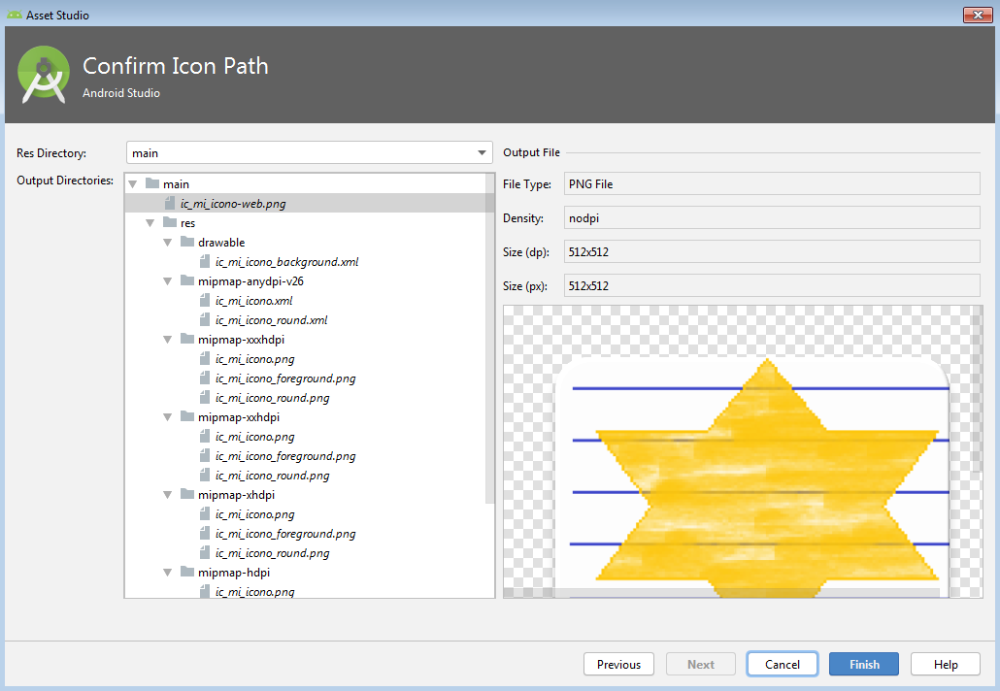 Asset Studio
Confirm Icon Path
Android Studio
Res Directory:
main
Output Directories:
main
ic_mi_icono-web.png
res
drawable
ic_mi_icono_background.xml
mipmap-anydpi-v26
ic_mi_icono.xml
ic_mi_icono_round.xml
mipmap-xxxhdpi
ic_mi_icono.png
ic_mi_icono_foreground.png
ic_mi_icono_round.png
mipmap-xxhdpi
ic_mi_icono.png
ic_mi_icono_foreground.png
ic_mi_icono_round.png
mipmap-xhdpi
ic_mi_icono.png
ic_mi_icono_foreground.png
ic_mi_icono_round.png
mipmap-hdpi
ic_mi_icono.png
Output File
File Type: PNG File
Density: nodpi
Size (dp): 512x512
Size (px): 512x512
Previous Next Cancel Finish Help